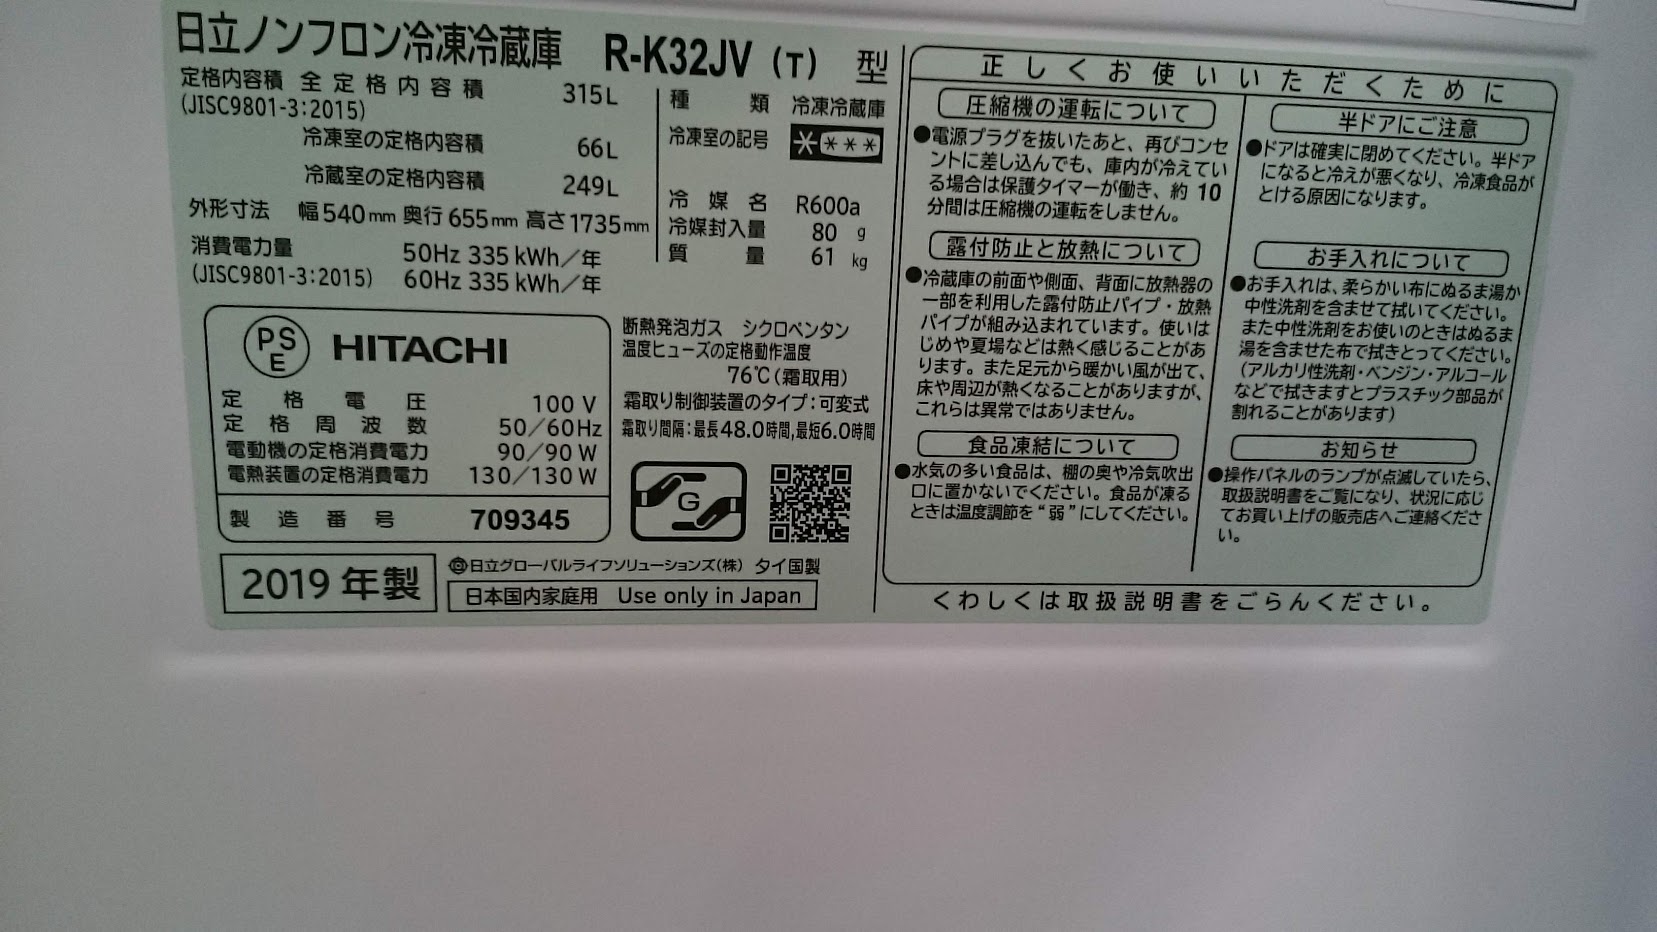 日立ノンフロン冷凍冷蔵庫 R-K32JV (T) 型
定格内容積 全定格内容積 315L
(JISC9801-3:2015)
冷凍室の定格内容積 66L
冷蔵室の定格内容積 249L
外形寸法 幅540mm 奥行655mm 高さ1735mm
消費電力量 50Hz 335kWh/年
(JISC9801-3:2015) 60Hz 335kWh/年
種類 冷凍冷蔵庫
冷凍室の記号 ****
冷媒名 R600a
冷媒封入量 80 g
質量 61 kg
PSE HITACHI
定格電圧 100V
定格周波数 50/60Hz
電動機の定格消費電力 90/90W
電熱装置の定格消費電力 130/130W
製造番号 709345
断熱発泡ガス シクロペンタン
温度ヒューズの定格動作温度
76℃(霜取用)
霜取り制御装置のタイプ:可変式
霜取り間隔:最長48.0時間,最短6.0時間
G
2019年製
日立グローバルライフソリューションズ(株) タイ国製
日本国内家庭用 Use only in Japan
正しくお使いいただくために
圧縮機の運転について
●電源プラグを抜いたあと、再びコンセ
ントに差し込んでも、庫内が冷えてい
る場合は保護タイマーが働き、約10
分間は圧縮機の運転をしません。
露付防止と放熱について
●冷蔵庫の前面や側面、背面に放熱器の
一部を利用した露付防止パイプ・放熱
パイプが組み込まれています。使いは
じめや夏場などは熱く感じることがあ
ります。また足元から暖かい風が出て、
床や周辺が熱くなることがありますが、
これらは異常ではありません。
食品凍結について
●水気の多い食品は、棚の奥や冷気吹出
口に置かないでください。食品が凍る
ときは温度調節を“弱”にしてください。
半ドアにご注意
●ドアは確実に閉めてください。半ドア
になると冷えが悪くなり、冷凍食品が
とける原因になります。
お手入れについて
●お手入れは、柔らかい布にぬるま湯か
中性洗剤を含ませて拭いてください。
また中性洗剤をお使いのときはぬるま
湯を含ませた布で拭きとってください。
(アルカリ性洗剤・ベンジン・アルコール
などで拭きますとプラスチック部品が
割れることがあります)
お知らせ
●操作パネルのランプが点滅していたら、
取扱説明書をご覧になり、状況に応じ
てお買い上げの販売店へご連絡くださ
い。
くわしくは取扱説明書をごらんください。